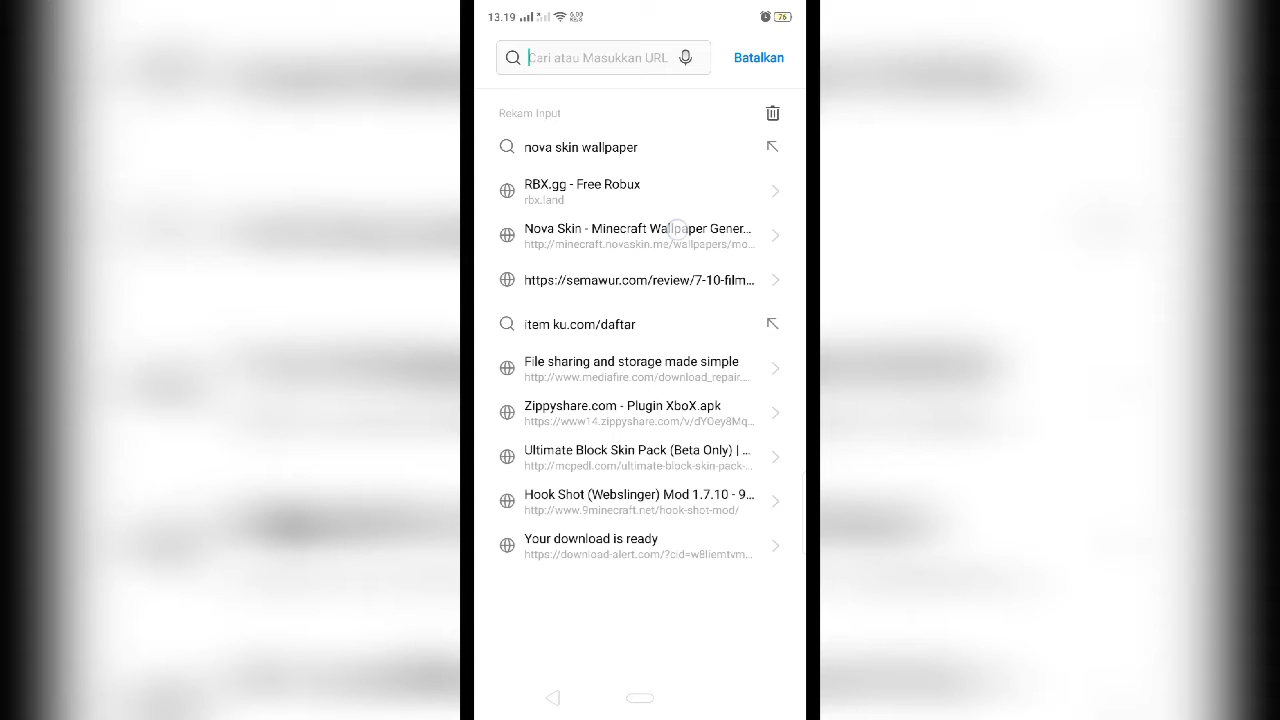 13.19
0,00
KB/S
76
Cari atau Masukkan URL
Batalkan
Rekam Input
nova skin wallpaper
RBX.gg - Free Robux
rbx.land
Nova Skin - Minecraft Wallpaper Gener...
http://minecraft.novaskin.me/wallpapers/mo...
https://semawur.com/review/7-10-film...
item ku.com/daftar
File sharing and storage made simple
http://www.mediafire.com/download_repair....
Zippyshare.com - Plugin XboX.apk
https://www14.zippyshare.com/v/dYOey8Mq...
Ultimate Block Skin Pack (Beta Only) | ...
http://mcpedl.com/ultimate-block-skin-pack-...
Hook Shot (Webslinger) Mod 1.7.10 - 9...
http://www.9minecraft.net/hook-shot-mod/
Your download is ready
https://download-alert.com/?cid=w8liemtvm...